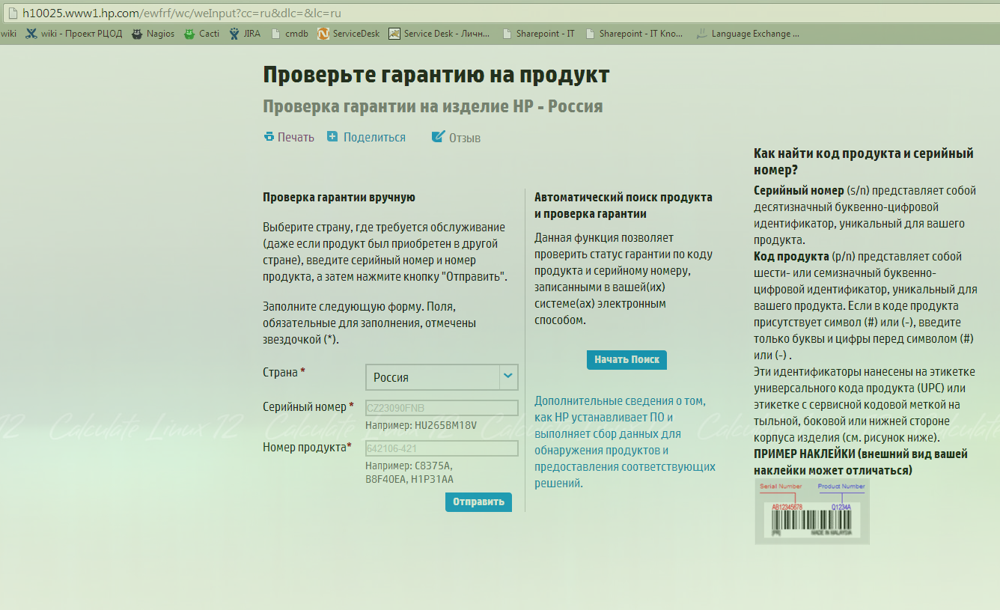 h10025.www1.hp.com/ewfrf/wc/weInput?cc=ru&dlc=&lc=ru
wiki wiki - Проект РЦОД Nagios Cacti JIRA cmdb ServiceDesk Service Desk - Личн... Sharepoint - IT Sharepoint - IT Kno... Language Exchange ...
Проверьте гарантию на продукт
Проверка гарантии на изделие HP - Россия
Печать Поделиться Отзыв
Проверка гарантии вручную
Выберите страну, где требуется обслуживание
(даже если продукт был приобретен в другой
стране), введите серийный номер и номер
продукта, а затем нажмите кнопку "Отправить".
Заполните следующую форму. Поля,
обязательные для заполнения, отмечены
звездочкой (*).
Страна * Россия
Серийный номер * CZ23090FNB
Например: HU265BM18V
Номер продукта* 642106-421
Например: C8375A,
B8F40EA, H1P31AA
Отправить
Автоматический поиск продукта
и проверка гарантии
Данная функция позволяет
проверить статус гарантии по коду
продукта и серийному номеру,
записанными в вашей(их)
системе(ах) электронным
способом.
Начать Поиск
Дополнительные сведения о том,
как HP устанавливает ПО и
выполняет сбор данных для
обнаружения продуктов и
предоставления соответствующих
решений.
Как найти код продукта и серийный
номер?
Серийный номер (s/n) представляет собой
десятизначный буквенно-цифровой
идентификатор, уникальный для вашего
продукта.
Код продукта (p/n) представляет собой
шести- или семизначный буквенно-
цифровой идентификатор, уникальный для
вашего продукта. Если в коде продукта
присутствует символ (#) или (-), введите
только буквы и цифры перед символом (#)
или (-) .
Эти идентификаторы нанесены на этикетке
универсального кода продукта (UPC) или
этикетке с сервисной кодовой меткой на
тыльной, боковой или нижней стороне
корпуса изделия (см. рисунок ниже).
ПРИМЕР НАКЛЕЙКИ (внешний вид вашей
наклейки может отличаться)
Serial Number Product Number
AB12345678 Q1234A
[PR] MADE IN MALAYSIA
12 Calculate Linux 12 Calculate Linux 12 Calculate Linux 12 Calculate Linux 12 Calculate